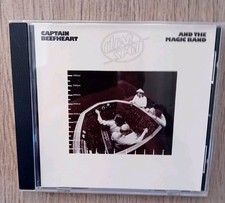 CAPTAIN
BEEFHEART
AND THE
MAGIC BAND